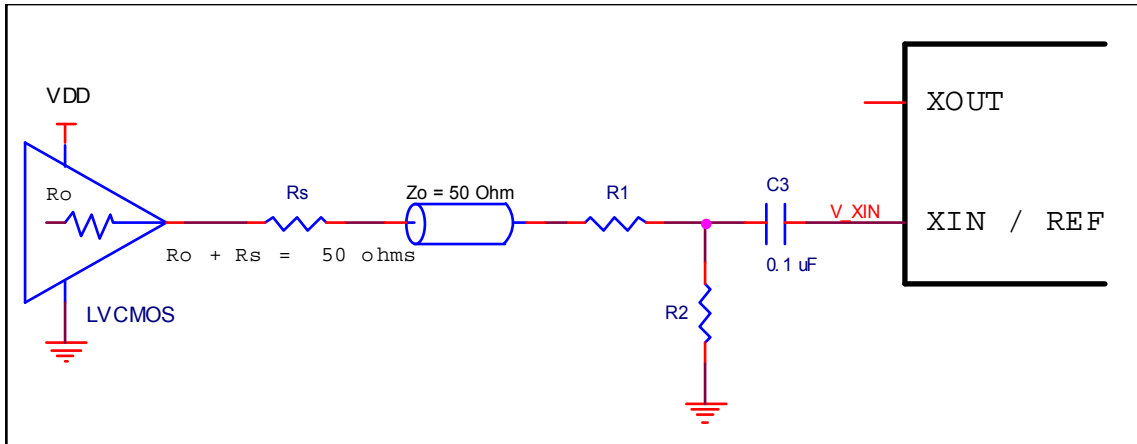 VDD
XOUT
Ro
Rs
Zo = 50 Ohm
R1
C3
V_XIN
XIN / REF
Ro + Rs = 50 ohms
0.1 uF
LVCMOS
R2